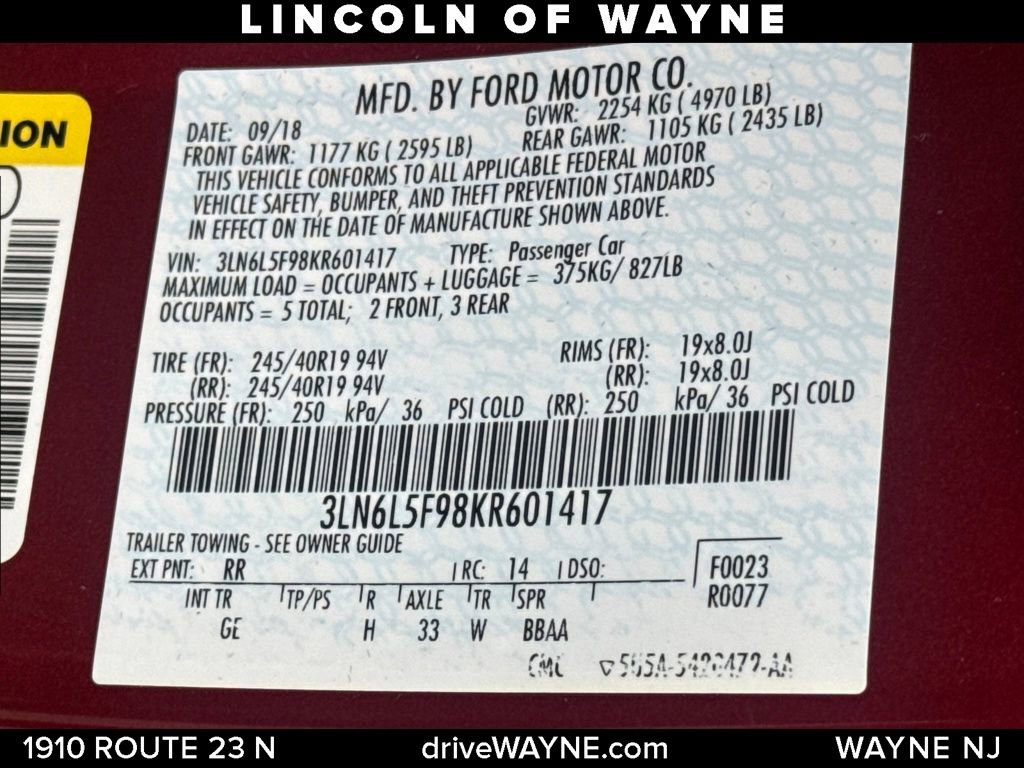 LINCOLN OF WAYNE
ION
MFD. BY FORD MOTOR CO.
DATE: 09/18
GVWR: 2254 KG ( 4970 LB)
FRONT GAWR: 1177 KG ( 2595 LB)
REAR GAWR: 1105 KG ( 2435 LB)
THIS VEHICLE CONFORMS TO ALL APPLICABLE FEDERAL MOTOR
VEHICLE SAFETY, BUMPER, AND THEFT PREVENTION STANDARDS
IN EFFECT ON THE DATE OF MANUFACTURE SHOWN ABOVE.
VIN: 3LN6L5F98KR601417 TYPE: Passenger Car
MAXIMUM LOAD = OCCUPANTS + LUGGAGE = 375KG/ 827LB
OCCUPANTS = 5 TOTAL; 2 FRONT, 3 REAR
TIRE (FR): 245/40R19 94V RIMS (FR): 19x8.0J
(RR): 245/40R19 94V (RR): 19x8.0J
PRESSURE (FR): 250 kPa/ 36 PSI COLD (RR): 250 kPa/ 36 PSI COLD
3LN6L5F98KR601417
TRAILER TOWING - SEE OWNER GUIDE
EXT PNT: RR RC: 14 DSO: F0023
R0077
INT TR TP/PS R AXLE TR SPR
GE H 33 W BBAA
1910 ROUTE 23 N driveWAYNE.com WAYNE NJ